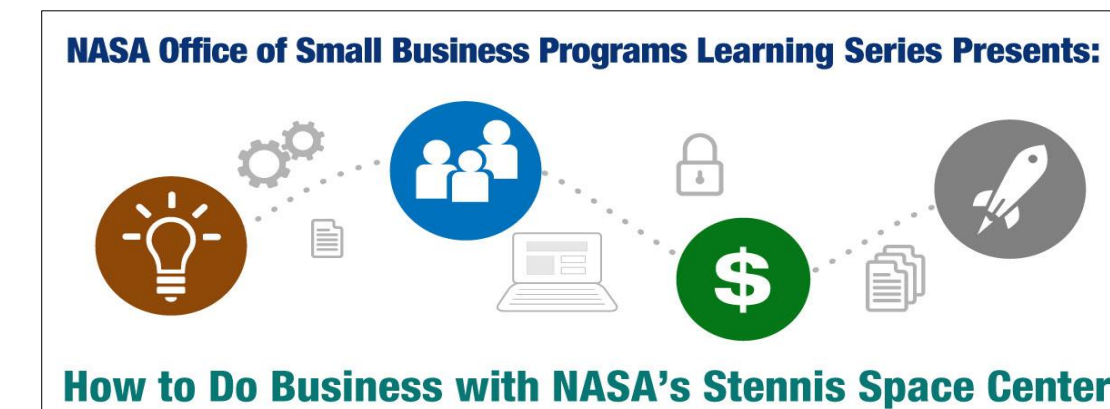 NASA Office of Small Business Programs Learning Series Presents:
$
How to Do Business with NASA's Stennis Space Center